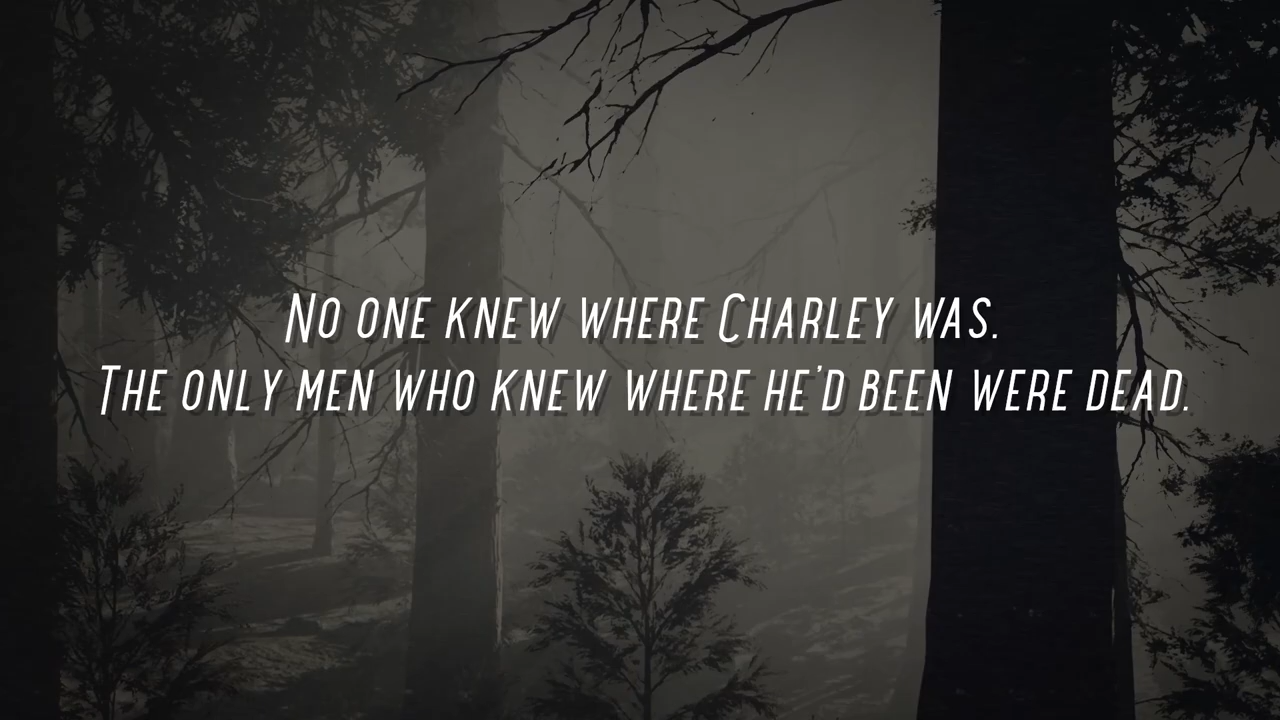 No one knew where Charley was.
The only men who knew where he'd been were dead.